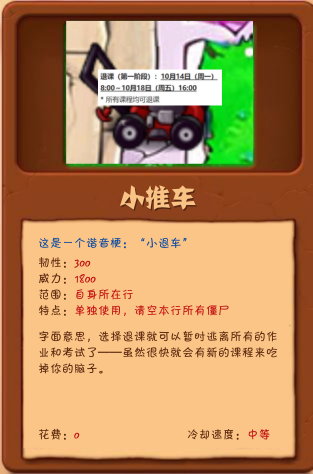 退课（第一阶段）：10月14日（周一）
8:00～10月18日（周五）16:00
* 所有课程均可退课
小推车
这是一个谐音梗：“小退车”
韧性：300
威力：1800
范围：自身所在行
特点：单独使用，清空本行所有僵尸
字面意思，选择退课就可以暂时逃离所有的作
业和考试了——虽然很快就会有新的课程来吃
掉你的脑子。
花费：0
冷却速度：中等